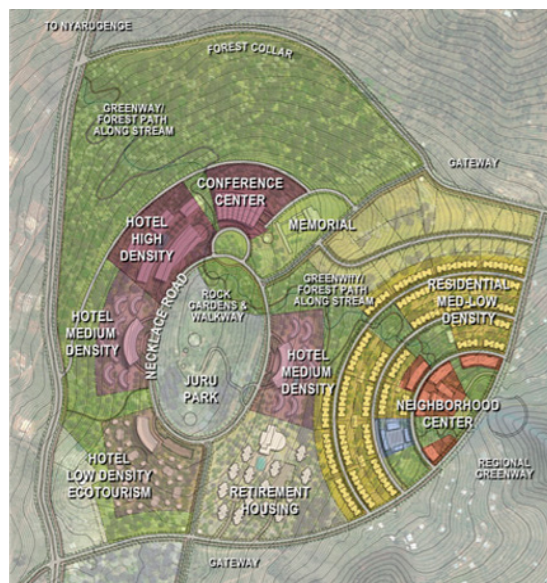 TO NYARUGENGE
FOREST COLLAR
GREENWAY/
FOREST PATH
ALONG STREAM
GATEWAY
CONFERENCE
CENTER
HOTEL
HIGH
DENSITY
MEMORIAL
GREENWAY/
FOREST PATH
ALONG STREAM
RESIDENTIAL
MED-LOW
DENSITY
ROCK
GARDENS &
WALKWAY
NECKLACE ROAD
HOTEL
MEDIUM
DENSITY
HOTEL
MEDIUM
DENSITY
JURU
PARK
NEIGHBORHOOD
CENTER
HOTEL
LOW DENSITY
ECOTOURISM
RETIREMENT
HOUSING
REGIONAL
GREENWAY
GATEWAY